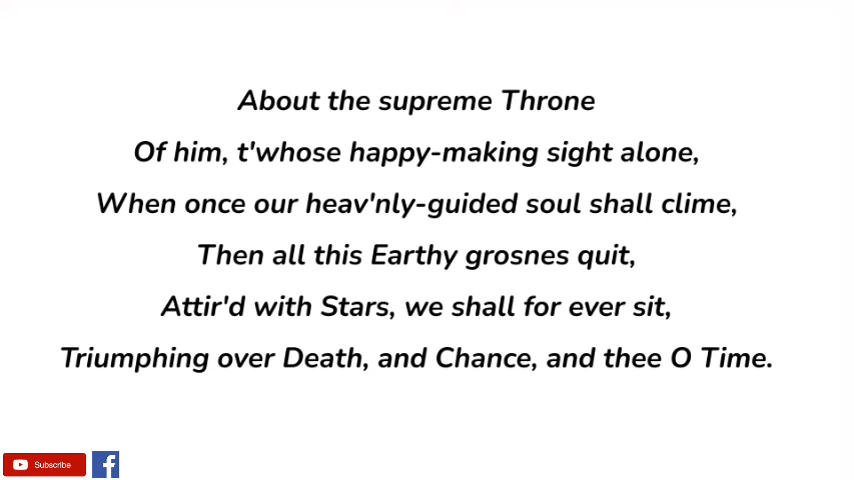 About the supreme Throne
Of him, t'whose happy-making sight alone,
When once our heav'nly-guided soul shall clime,
Then all this Earthy grosnes quit,
Attir'd with Stars, we shall for ever sit,
Triumphing over Death, and Chance, and thee O Time.
Subscribe